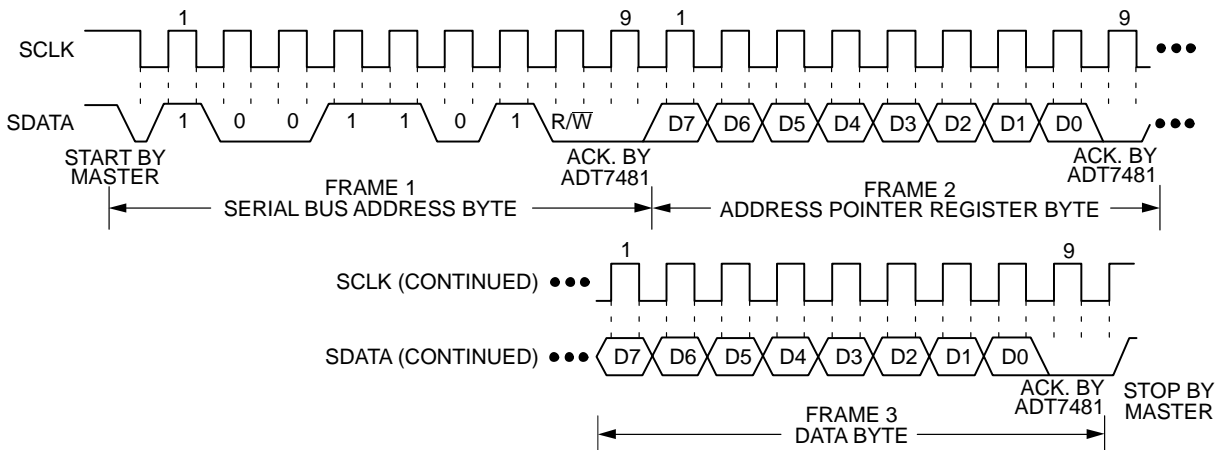 1 9 1 9
SCLK
SDATA 1 0 0 1 1 0 1 R/W̅ D7 D6 D5 D4 D3 D2 D1 D0
START BY MASTER
ACK. BY ADT7481
ACK. BY ADT7481
FRAME 1
SERIAL BUS ADDRESS BYTE
FRAME 2
ADDRESS POINTER REGISTER BYTE
1 9
SCLK (CONTINUED)
SDATA (CONTINUED) D7 D6 D5 D4 D3 D2 D1 D0
ACK. BY ADT7481
STOP BY MASTER
FRAME 3
DATA BYTE